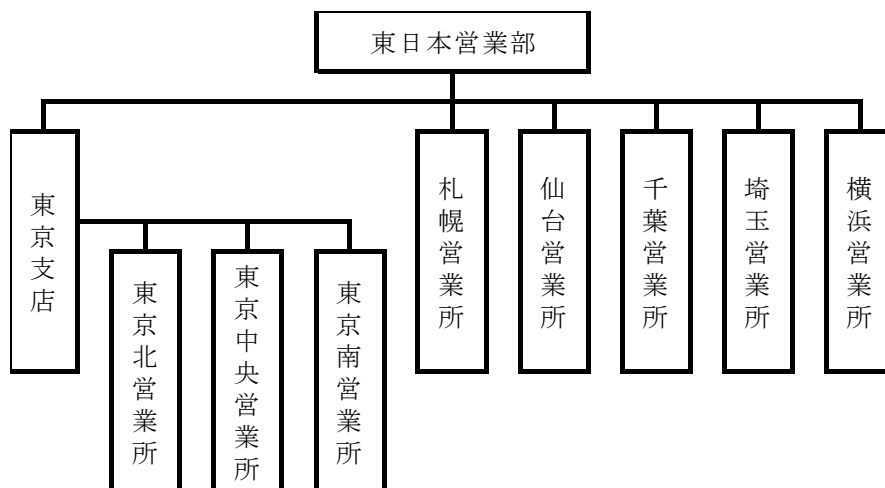 東日本営業部
東京支店
東京北営業所
東京中央営業所
東京南営業所
札幌営業所
仙台営業所
千葉営業所
埼玉営業所
横浜営業所